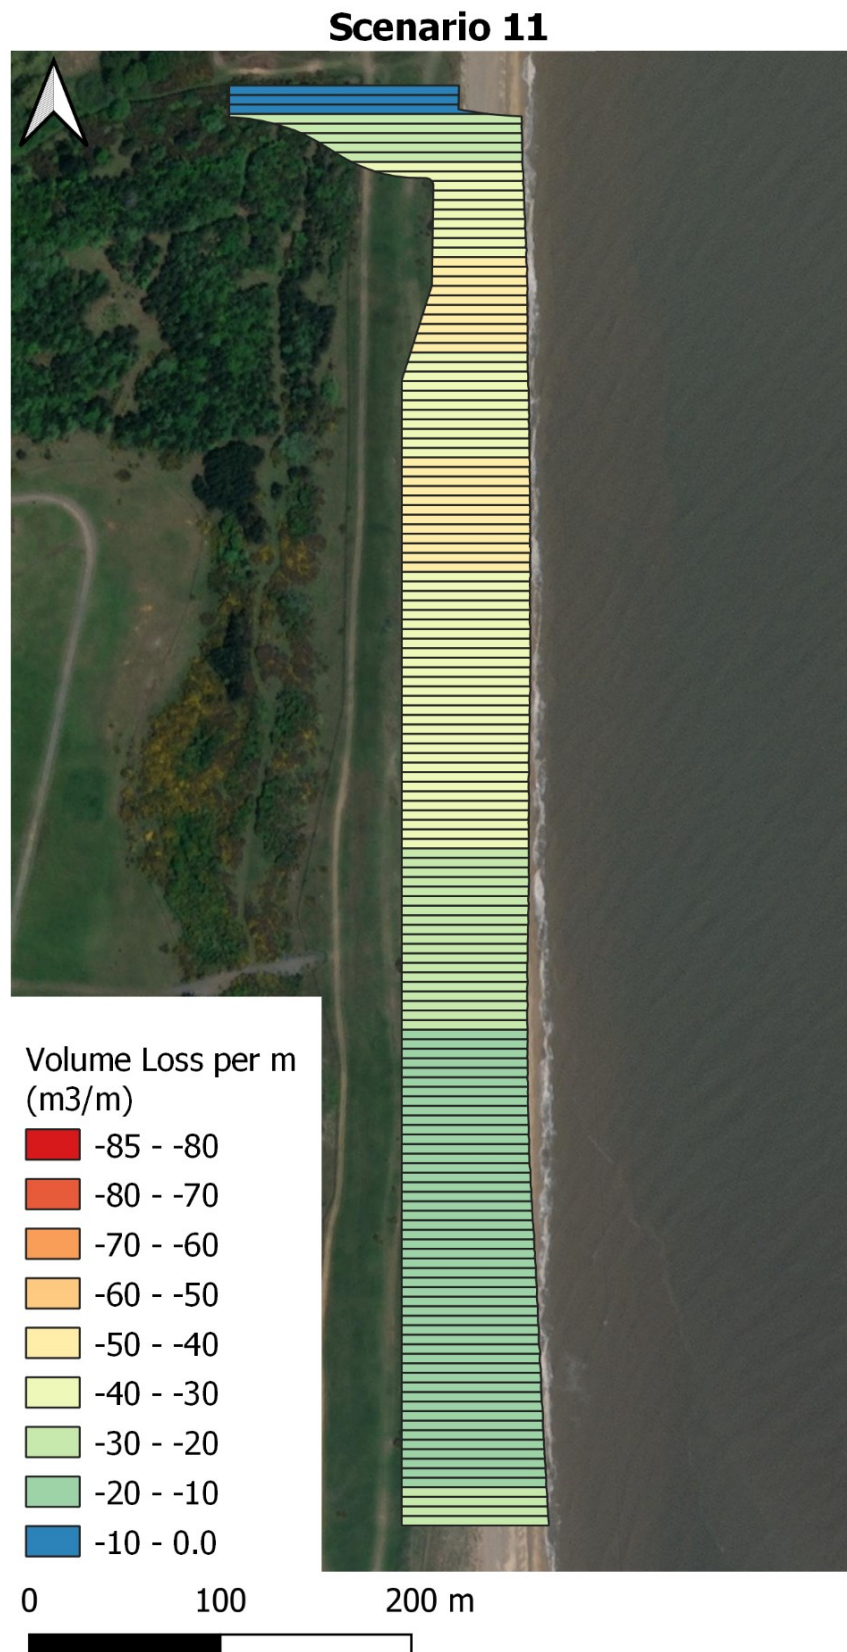 Scenario 11
Volume Loss per m
(m3/m)
-85 - -80
-80 - -70
-70 - -60
-60 - -50
-50 - -40
-40 - -30
-30 - -20
-20 - -10
-10 - 0.0
0 100 200 m